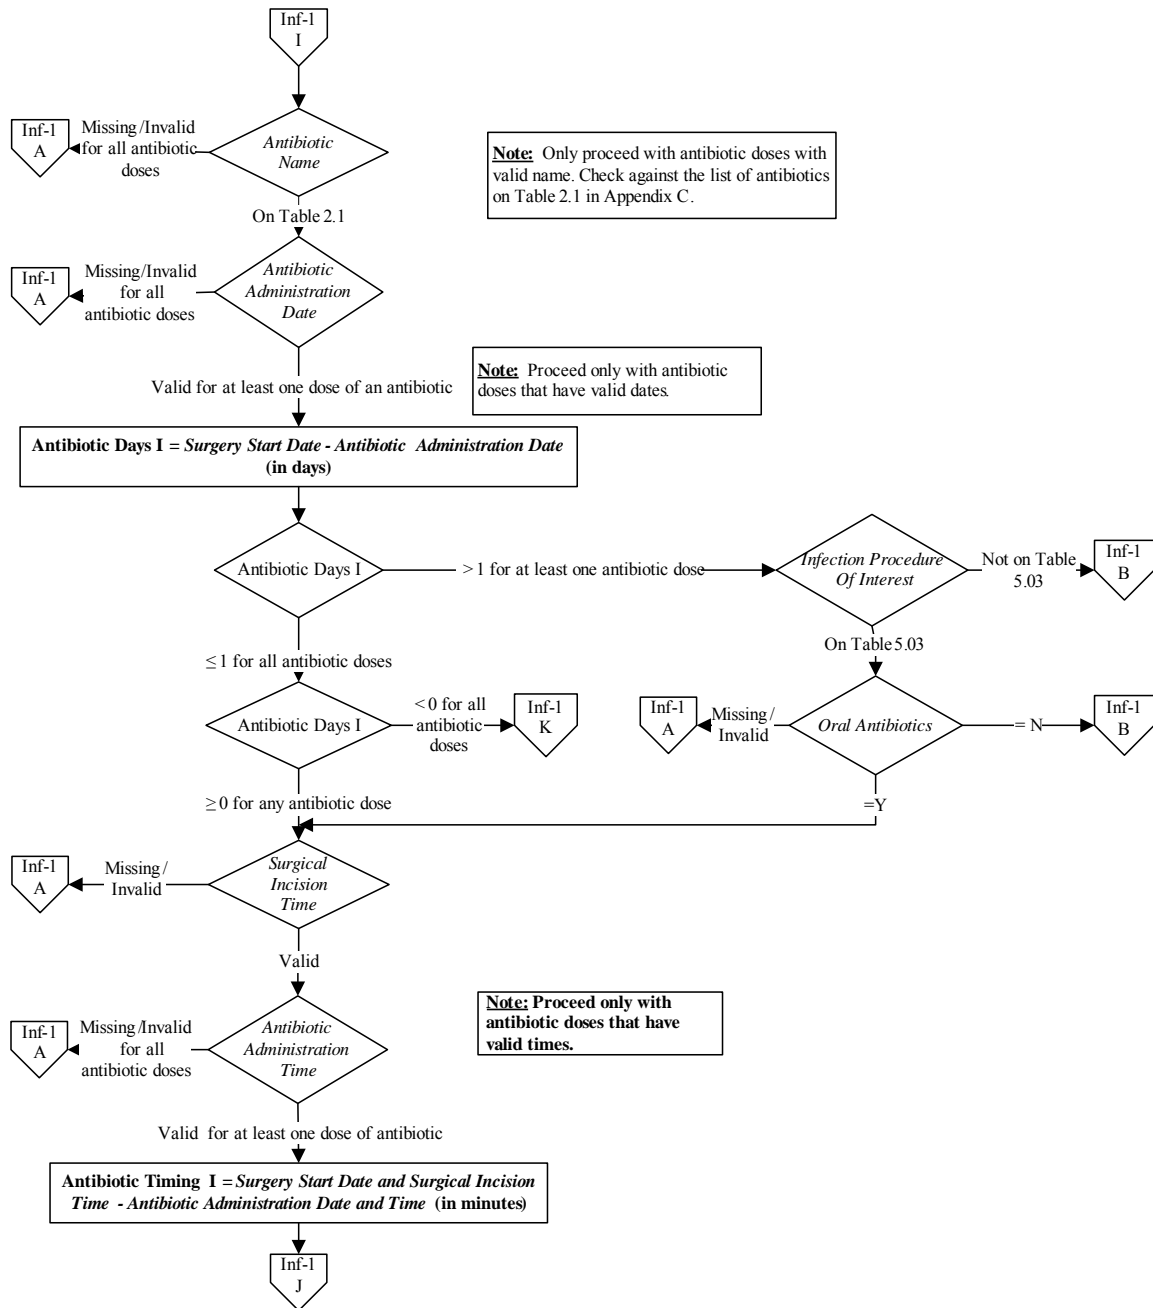 Inf-1
I
Antibiotic
Name
Inf-1
A
Missing/Invalid
for all antibiotic
doses
Note: Only proceed with antibiotic doses with
valid name. Check against the list of antibiotics
on Table 2.1 in Appendix C.
On Table 2.1
Antibiotic
Administration
Date
Inf-1
A
Missing/Invalid
for all
antibiotic doses
Note: Proceed only with antibiotic
doses that have valid dates.
Valid for at least one dose of an antibiotic
Antibiotic Days I = Surgery Start Date - Antibiotic Administration Date
(in days)
Antibiotic Days I
> 1 for at least one antibiotic dose
Infection Procedure
Of Interest
Not on Table
5.03
Inf-1
B
On Table 5.03
≤ 1 for all antibiotic doses
Antibiotic Days I
< 0 for all
antibiotic
doses
Inf-1
K
Inf-1
A
Missing /
Invalid
Oral Antibiotics
= N
Inf-1
B
≥ 0 for any antibiotic dose
=Y
Surgical
Incision
Time
Inf-1
A
Missing /
Invalid
Valid
Antibiotic
Administration
Time
Inf-1
A
Missing/Invalid
for all
antibiotic doses
Note: Proceed only with
antibiotic doses that have
valid times.
Valid for at least one dose of antibiotic
Antibiotic Timing I = Surgery Start Date and Surgical Incision
Time - Antibiotic Administration Date and Time (in minutes)
Inf-1
J